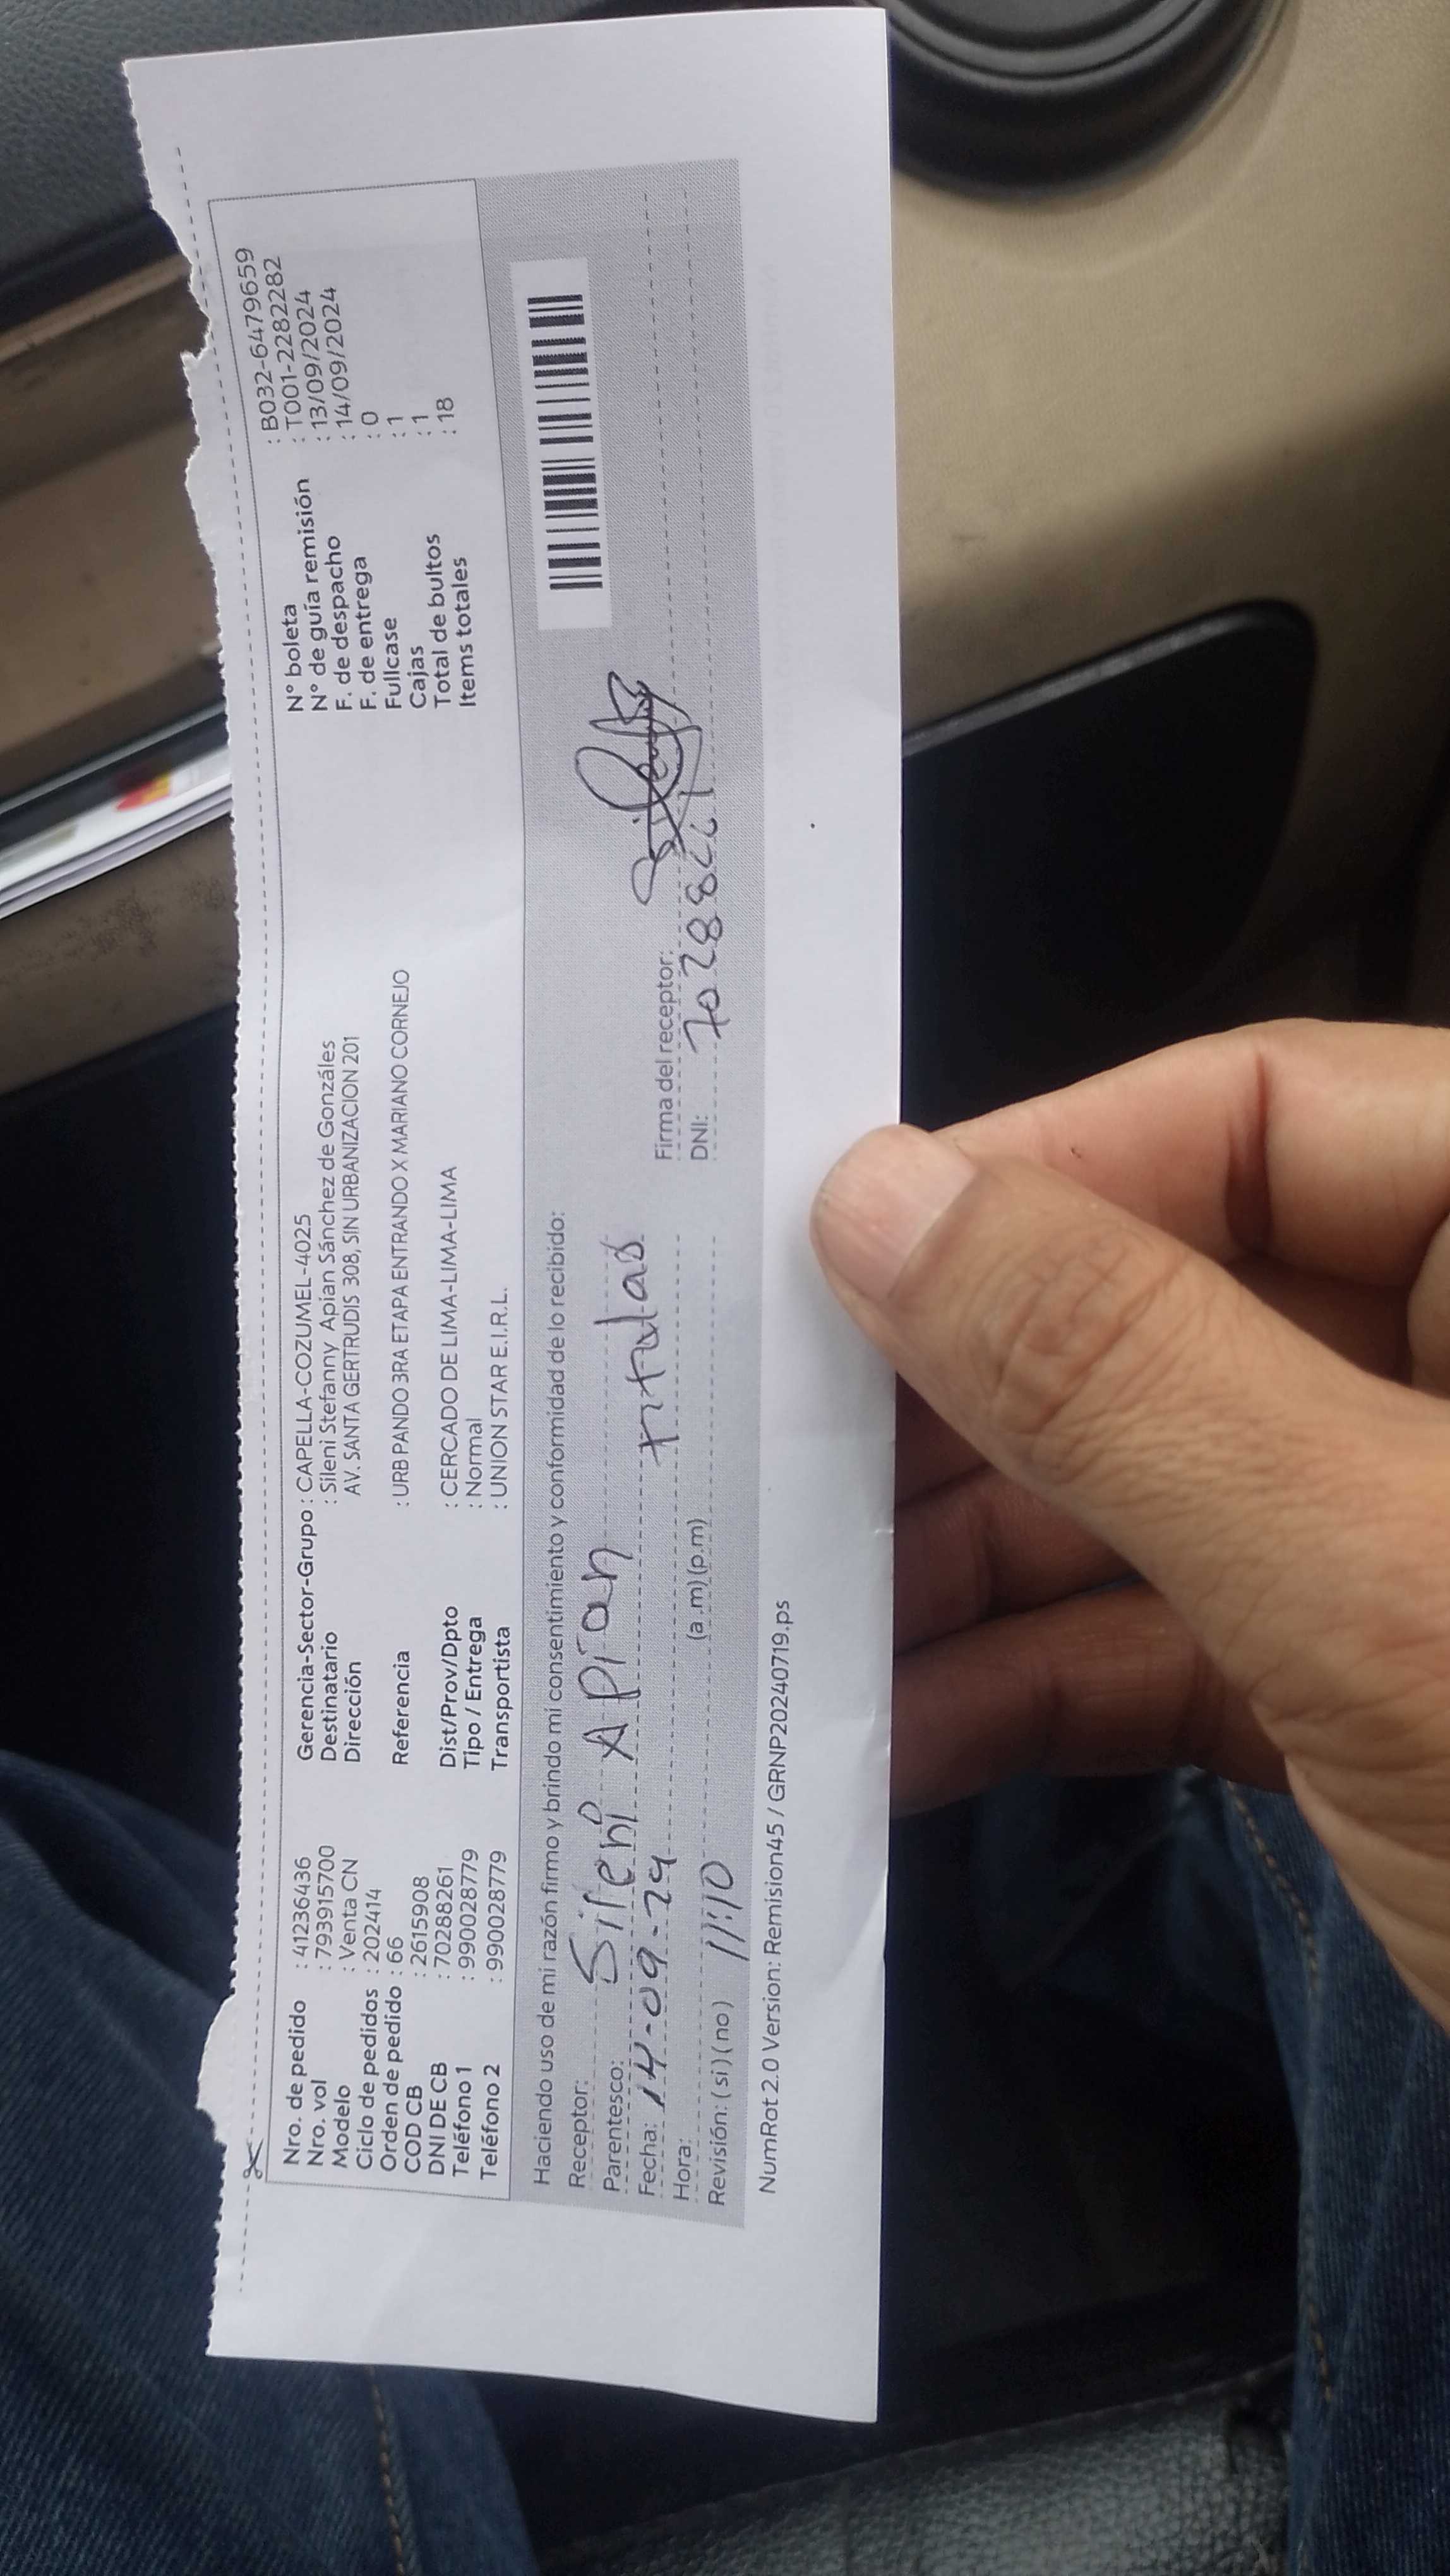 Nro. de pedido : 41236436
Nro. vol : 793915700
Modelo : Venta CN
Ciclo de pedidos : 202414
Orden de pedido : 66
COD CB : 2615908
DNI DE CB : 70288261
Teléfono 1 : 990028779
Teléfono 2 : 990028779
Gerencia-Sector-Grupo : CAPELLA-COZUMEL-4025
Destinatario : Sileni Stefanny Apian Sánchez de Gonzáles
Dirección AV. SANTA GERTRUDIS 308, SIN URBANIZACION 201
Referencia : URB PANDO 3RA ETAPA ENTRANDO X MARIANO CORNEJO
Dist/Prov/Dpto : CERCADO DE LIMA-LIMA-LIMA
Tipo / Entrega : Normal
Transportista : UNION STAR E.I.R.L.
N° boleta : B032-6479659
N° de guía remisión : T001-2282282
F. de despacho : 13/09/2024
F. de entrega : 14/09/2024
Fullcase : 0
Cajas : 1
Total de bultos : 1
Items totales : 18
Haciendo uso de mi razón firmo y brindo mi consentimiento y conformidad de lo recibido:
Receptor: Sileni Apian
Parentesco: titular
Fecha: 14-09-24
Hora: 11:10 (a.m) (p.m)
Revisión: (si) (no)
Firma del receptor:
DNI: 70288261
NumRot 2.0 Version: Remision45 / GRNP20240719.ps